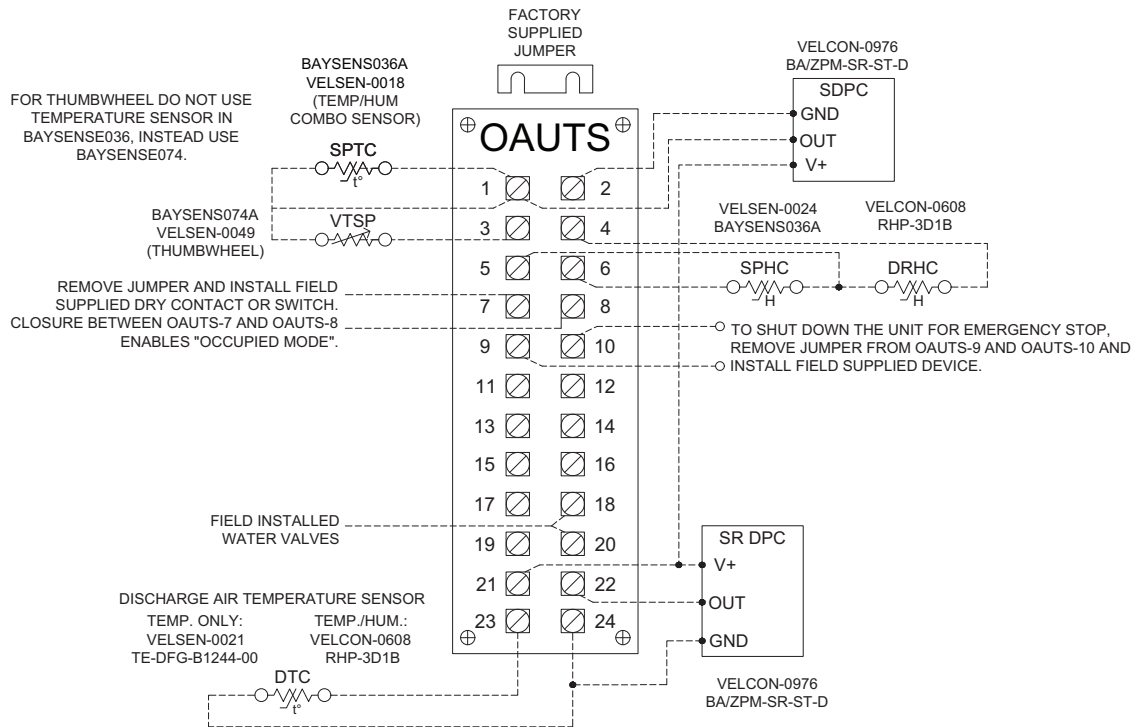 FACTORY
SUPPLIED
JUMPER
BAYSENS036A
VELSEN-0018
(TEMP/HUM
COMBO SENSOR)
VELCON-0976
BA/ZPM-SR-ST-D
FOR THUMBWHEEL DO NOT USE
TEMPERATURE SENSOR IN
BAYSENSE036, INSTEAD USE
BAYSENSE074.
SDPC
GND
OUT
V+
OAUTS
SPTC
t°
1
2
BAYSENS074A
VELSEN-0049
(THUMBWHEEL)
VTSP
3
4
VELSEN-0024
BAYSENS036A
VELCON-0608
RHP-3D1B
5
6
SPHC
H
DRHC
H
REMOVE JUMPER AND INSTALL FIELD
SUPPLIED DRY CONTACT OR SWITCH.
CLOSURE BETWEEN OAUTS-7 AND OAUTS-8
ENABLES "OCCUPIED MODE".
7
8
9
10
TO SHUT DOWN THE UNIT FOR EMERGENCY STOP,
REMOVE JUMPER FROM OAUTS-9 AND OAUTS-10 AND
INSTALL FIELD SUPPLIED DEVICE.
11
12
13
14
15
16
17
18
FIELD INSTALLED
WATER VALVES
19
20
SR DPC
V+
OUT
GND
21
22
DISCHARGE AIR TEMPERATURE SENSOR
TEMP. ONLY:
VELSEN-0021
TE-DFG-B1244-00
TEMP./HUM.:
VELCON-0608
RHP-3D1B
23
24
DTC
t°
VELCON-0976
BA/ZPM-SR-ST-D